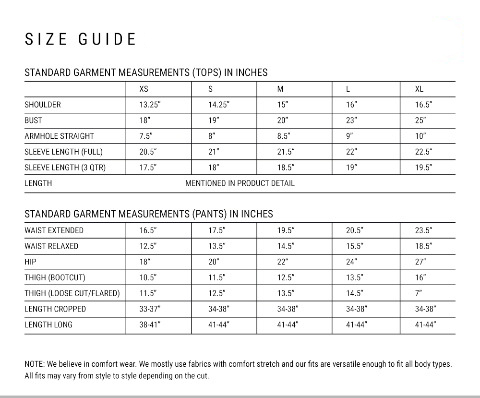 SIZE GUIDE
STANDARD GARMENT MEASUREMENTS (TOPS) IN INCHES
XS S M L XL
SHOULDER 13.25" 14.25" 15" 16" 16.5"
BUST 18" 19" 20" 23" 25"
ARMHOLE STRAIGHT 7.5" 8" 8.5" 9" 10"
SLEEVE LENGTH (FULL) 20.5" 21" 21.5" 22" 22.5"
SLEEVE LENGTH (3 QTR) 17.5" 18" 18.5" 19" 19.5"
LENGTH MENTIONED IN PRODUCT DETAIL
STANDARD GARMENT MEASUREMENTS (PANTS) IN INCHES
WAIST EXTENDED 16.5" 17.5" 19.5" 20.5" 23.5"
WAIST RELAXED 12.5" 13.5" 14.5" 15.5" 18.5"
HIP 18" 20" 22" 24" 27"
THIGH (BOOTCUT) 10.5" 11.5" 12.5" 13.5" 16"
THIGH (LOOSE CUT/FLARED) 11.5" 12.5" 13.5" 14.5" 7"
LENGTH CROPPED 33-37" 34-38" 34-38" 34-38" 34-38"
LENGTH LONG 38-41" 41-44" 41-44" 41-44" 41-44"
NOTE: We believe in comfort wear. We mostly use fabrics with comfort stretch and our fits are versatile enough to fit all body types.
All fits may vary from style to style depending on the cut.